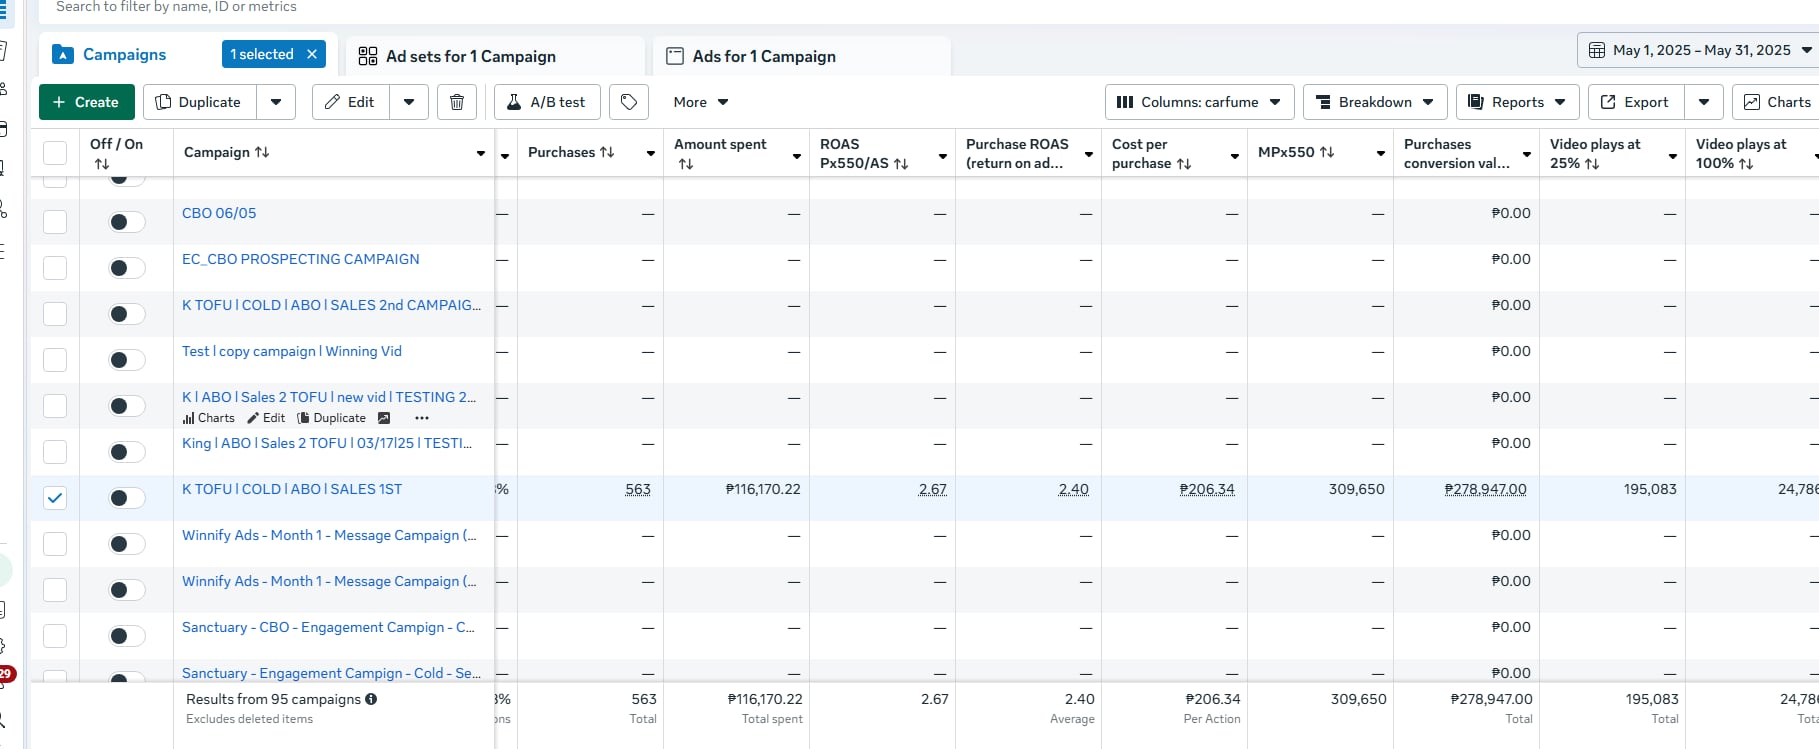 Search to filter by name, ID or metrics
Campaigns 1 selected Ad sets for 1 Campaign Ads for 1 Campaign May 1, 2025 – May 31, 2025
+ Create Duplicate Edit A/B test More Columns: carfume Breakdown Reports Export Charts
Off / On Campaign Purchases Amount spent ROAS Px550/AS Purchase ROAS (return on ad... Cost per purchase MPx550 Purchases conversion val... Video plays at 25% Video plays at 100%
CBO 06/05 — — — — — — — ₱0.00 — —
EC_CBO PROSPECTING CAMPAIGN — — — — — — — ₱0.00 — —
K TOFU | COLD | ABO | SALES 2nd CAMPAIG... — — — — — — — ₱0.00 — —
Test | copy campaign | Winning Vid — — — — — — — ₱0.00 — —
K | ABO | Sales 2 TOFU | new vid | TESTING 2... — — — — — — — ₱0.00 — —
Charts Edit Duplicate ...
King | ABO | Sales 2 TOFU | 03/17|25 | TESTI... — — — — — — — ₱0.00 — —
K TOFU | COLD | ABO | SALES 1ST % 563 ₱116,170.22 2.67 2.40 ₱206.34 309,650 ₱278,947.00 195,083 24,786
Winnify Ads - Month 1 - Message Campaign (... — — — — — — — ₱0.00 — —
Winnify Ads - Month 1 - Message Campaign (... — — — — — — — ₱0.00 — —
Sanctuary - CBO - Engagement Campign - C... — — — — — — — ₱0.00 — —
Sanctuary - Engagement Campign - Cold - Se... — — — — — — — ₱0.00 — —
29
Results from 95 campaigns % 563 ₱116,170.22 2.67 2.40 ₱206.34 309,650 ₱278,947.00 195,083 24,786
Excludes deleted items ons Total Total spent Average Per Action Total Total Tota